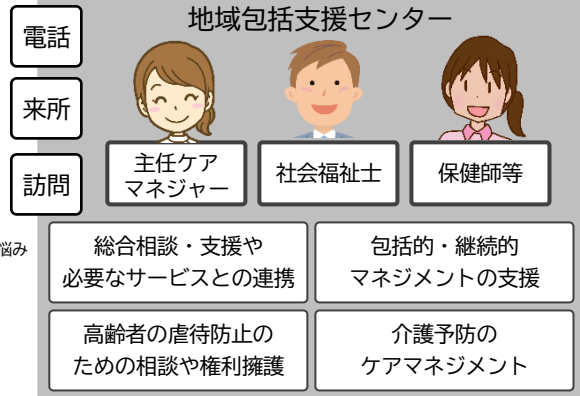 地域包括支援センター
電話
来所
訪問
主任ケア
マネジャー
社会福祉士
保健師等
悩み
総合相談・支援や
必要なサービスとの連携
包括的・継続的
マネジメントの支援
高齢者の虐待防止の
ための相談や権利擁護
介護予防の
ケアマネジメント